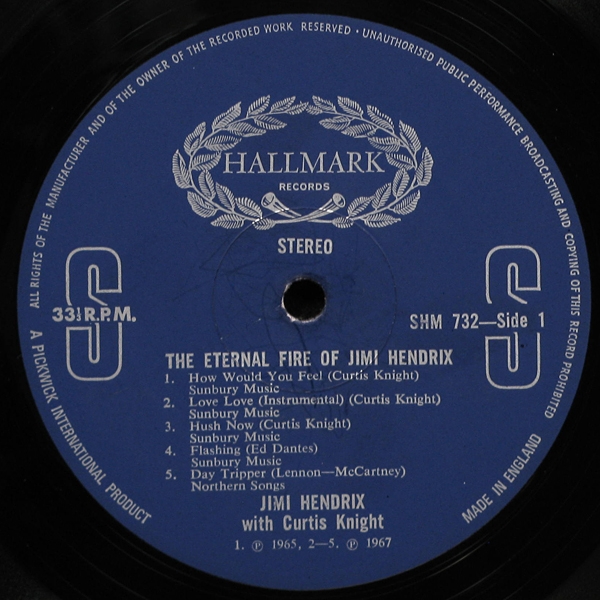 ALL RIGHTS OF THE MANUFACTURER AND OF THE OWNER OF THE RECORDED WORK RESERVED · UNAUTHORISED PUBLIC PERFORMANCE BROADCASTING AND COPYING OF THIS RECORD PROHIBITED
HALLMARK
RECORDS
STEREO
S
33⅓ R.P.M.
S
SHM 732—Side 1
THE ETERNAL FIRE OF JIMI HENDRIX
1. How Would You Feel (Curtis Knight)
Sunbury Music
2. Love Love (Instrumental) (Curtis Knight)
Sunbury Music
3. Hush Now (Curtis Knight)
Sunbury Music
4. Flashing (Ed Dantes)
Sunbury Music
5. Day Tripper (Lennon—McCartney)
Northern Songs
JIMI HENDRIX
with Curtis Knight
1. ℗ 1965, 2—5. ℗ 1967
A PICKWICK INTERNATIONAL PRODUCT
MADE IN ENGLAND